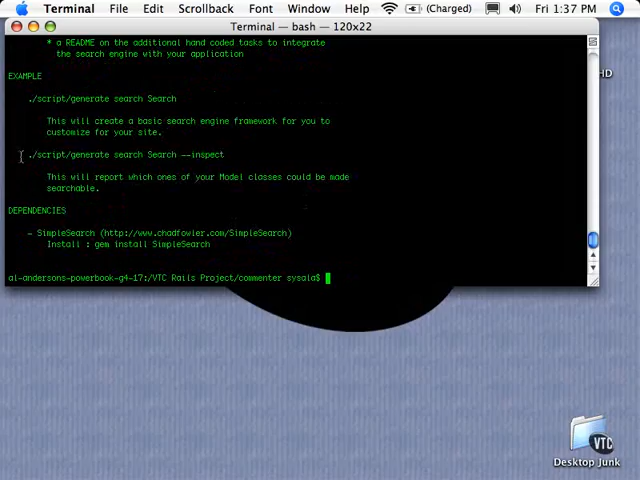 Terminal File Edit Scrollback Font Window Help (Charged) Fri 1:37 PM
Terminal — bash — 120x22
* a README on the additional hand coded tasks to integrate
the search engine with your application
EXAMPLE
./script/generate search Search
This will create a basic search engine framework for you to
customize for your site.
./script/generate search Search --inspect
This will report which ones of your Model classes could be made
searchable.
DEPENDENCIES
- SimpleSearch (http://www.chadfowler.com/SimpleSearch)
Install : gem install SimpleSearch
al-andersons-powerbook-g4-17:/VTC Rails Project/commenter sysala$
HD
VTC
Desktop Junk